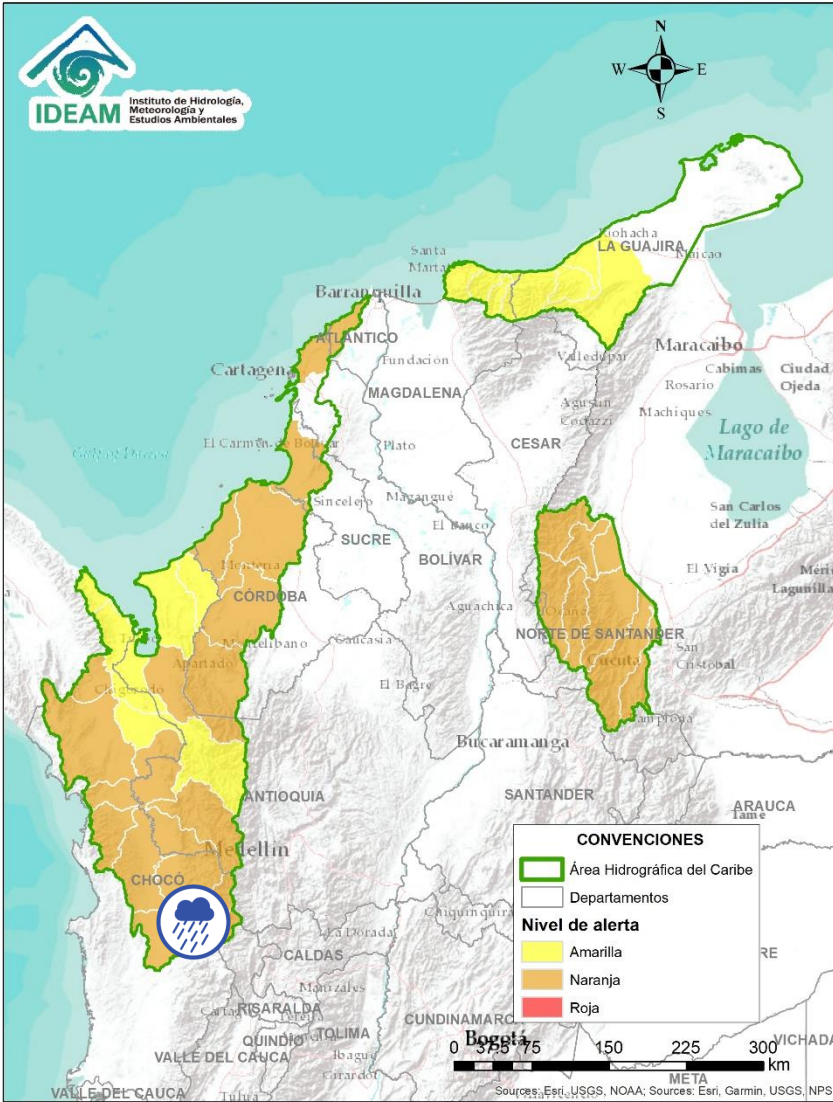 IDEAM
Instituto de Hidrología,
Meteorología y
Estudios Ambientales
N
W
E
S
Riohacha
LA GUAJIRA
Maicao
Santa
Marta
Barranquilla
ATLANTICO
Cartagena
Fundación
Valledupar
Maracaibo
Cabimas
Ciudad
Ojeda
Rosario
Machiques
MAGDALENA
Agustín
Codazzi
Lago de
Maracaibo
El Carmen de Bolívar
Plato
CESAR
Sincelejo
Magangué
San Carlos
del Zulia
El Banco
SUCRE
BOLÍVAR
El Vigía
Montería
CÓRDOBA
Aguachica
NORTE DE SANTANDER
Caucasia
Apartado
Cúcuta
San
Cristobal
Chigorodó
El Bagre
Pamplona
Bucaramanga
ANTIOQUIA
SANTANDER
ARAUCA
Tame
Medellín
CHOCÓ
Chiquinquira
La Dorada
CALDAS
Manizales
RISARALDA
CUNDINAMARC
QUINDÍO
TOLIMA
Ibagué
Girardot
VALLE DEL CAUCA
VALLE DEL CAUCA
Tuluá
Bogotá
VICHADA
META
CONVENCIONES
Área Hidrográfica del Caribe
Departamentos
Nivel de alerta
Amarilla
Naranja
Roja
0 37,5 75 150 225 300
km
Sources: Esri, USGS, NOAA; Sources: Esri, Garmin, USGS, NPS